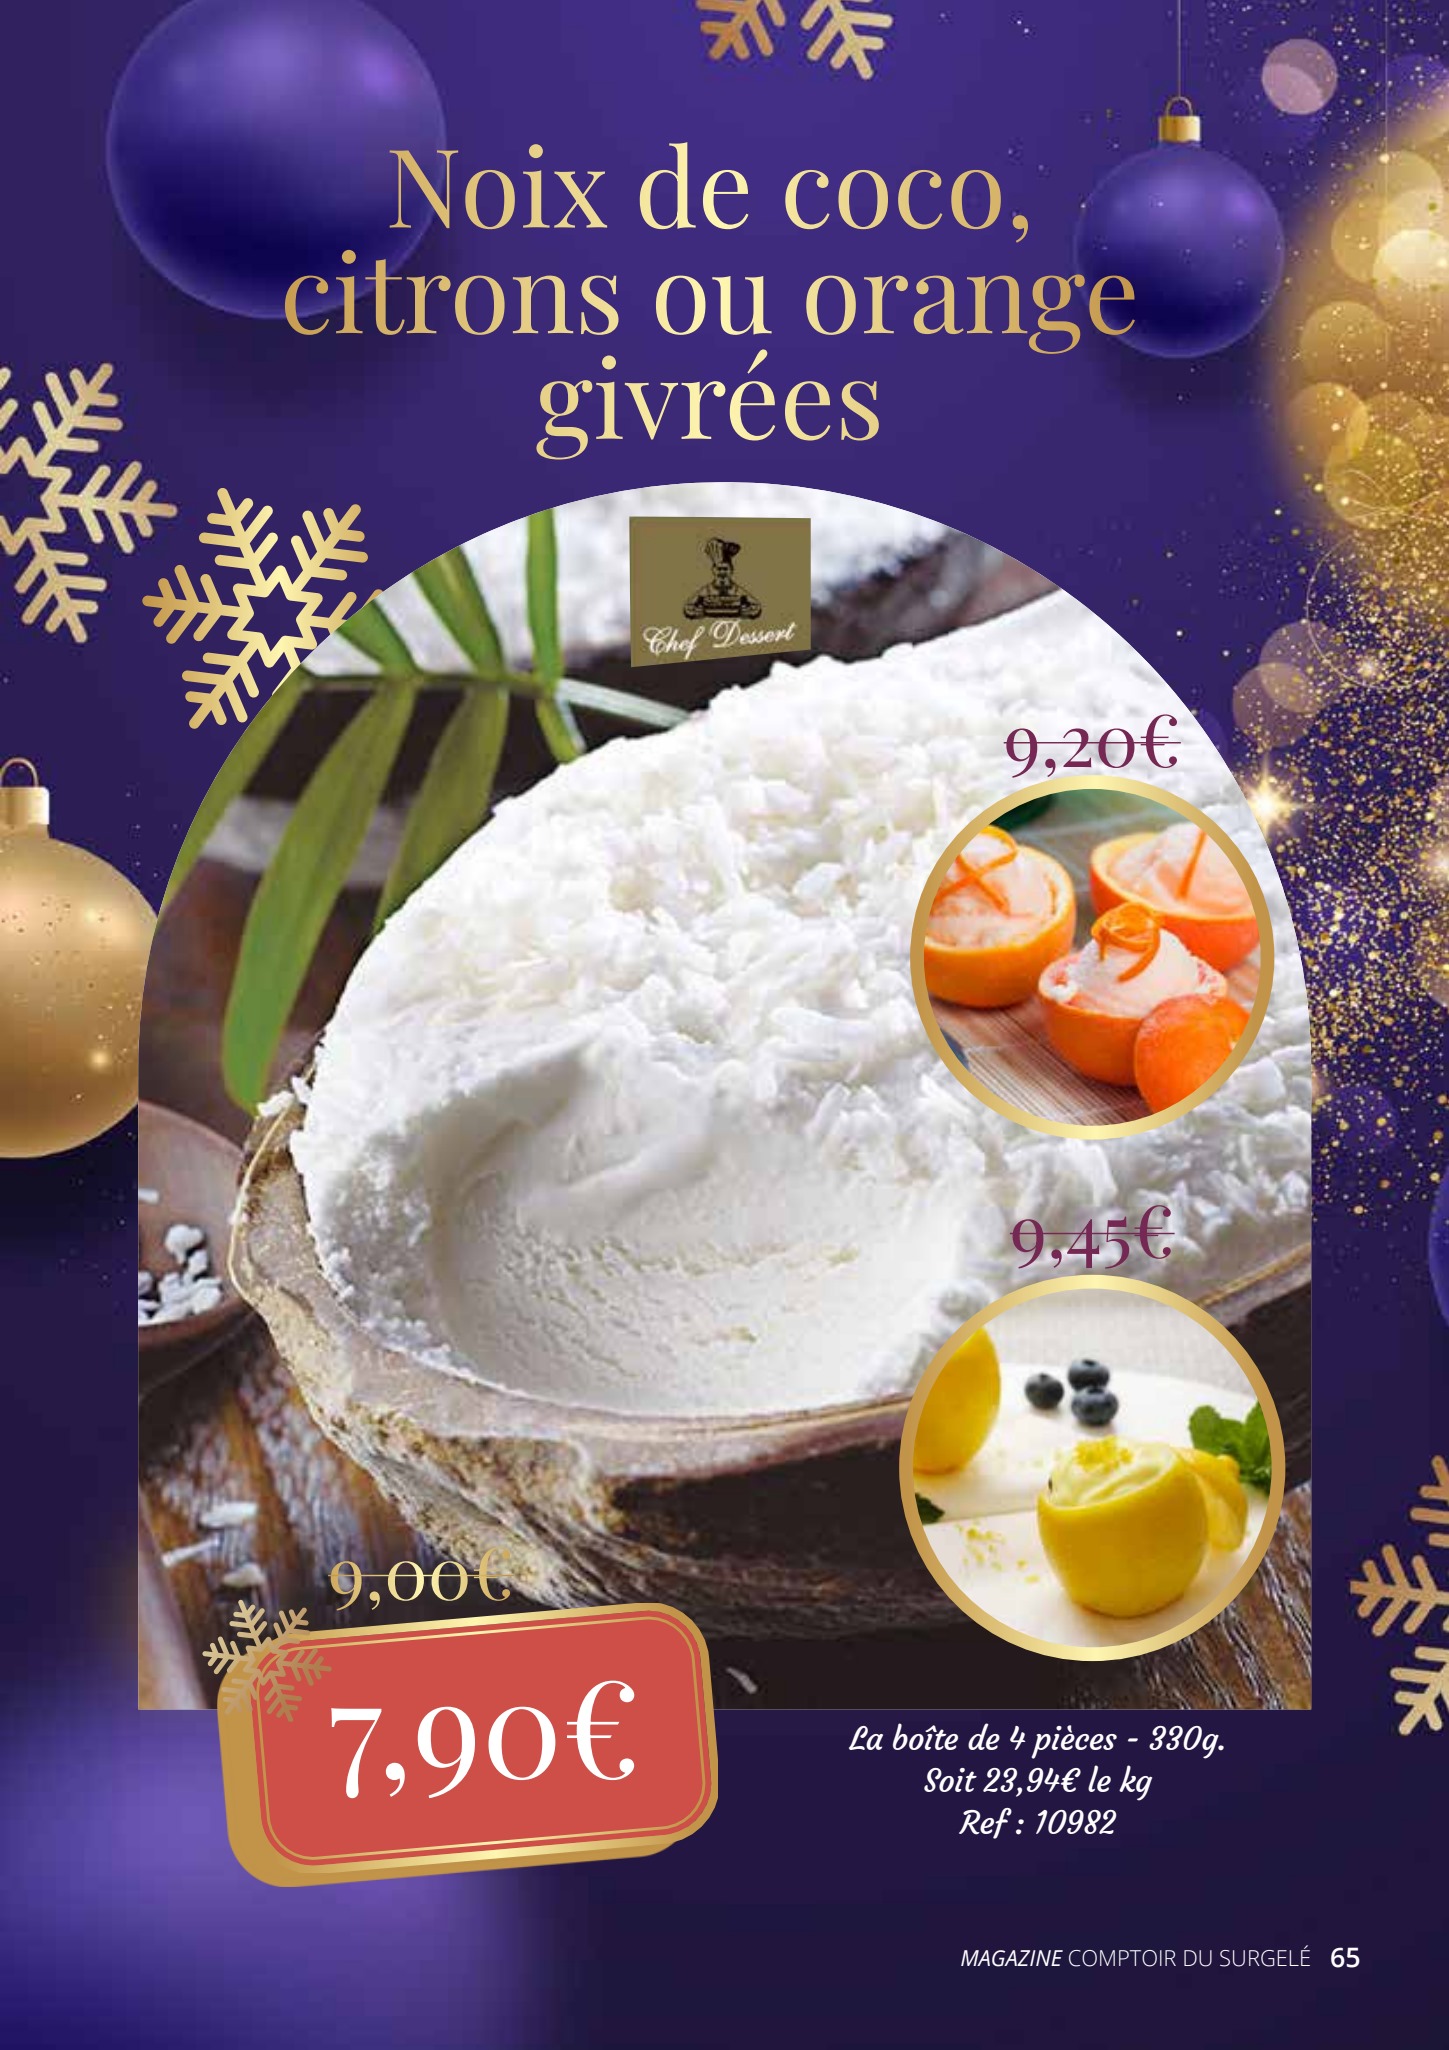 Noix de coco,
citrons ou orange
givrées
Chef Dessert
9,20€
9,45€
9,00€
7,90€
La boîte de 4 pièces - 330g.
Soit 23,94€ le kg
Ref : 10982
MAGAZINE COMPTOIR DU SURGELÉ 65